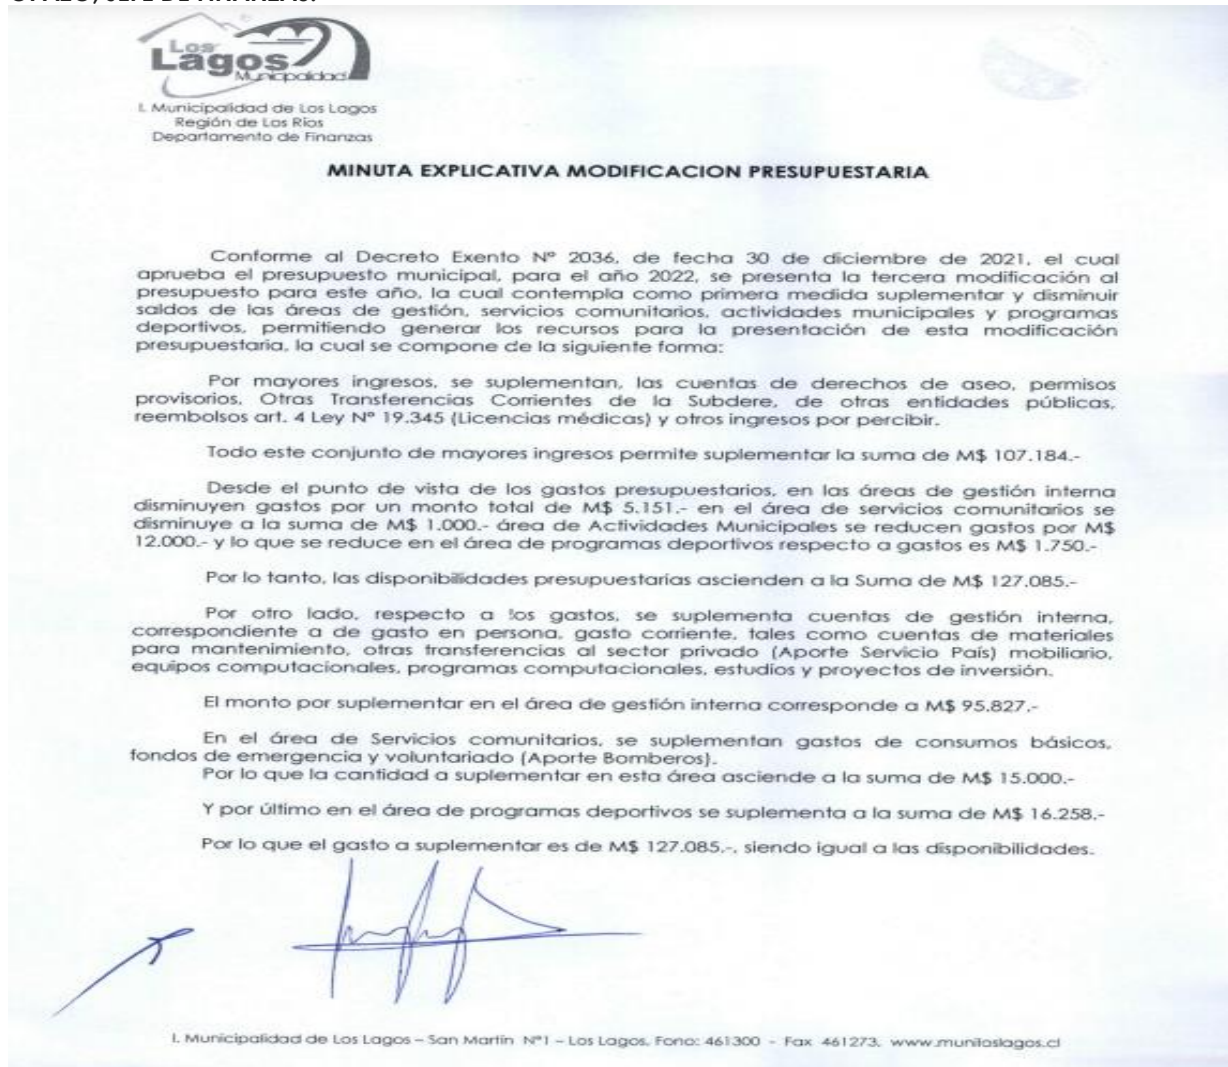 Los
Lagos
Municipalidad
I. Municipalidad de Los Lagos
Región de Los Ríos
Departamento de Finanzas
MINUTA EXPLICATIVA MODIFICACION PRESUPUESTARIA
Conforme al Decreto Exento Nº 2036, de fecha 30 de diciembre de 2021, el cual
aprueba el presupuesto municipal, para el año 2022, se presenta la tercera modificación al
presupuesto para este año, la cual contempla como primera medida suplementar y disminuir
saldos de las áreas de gestión, servicios comunitarios, actividades municipales y programas
deportivos, permitiendo generar los recursos para la presentación de esta modificación
presupuestaria, la cual se compone de la siguiente forma:
Por mayores ingresos, se suplementan, las cuentas de derechos de aseo, permisos
provisorios, Otras Transferencias Corrientes de la Subdere, de otras entidades públicas,
reembolsos art. 4 Ley Nº 19.345 (Licencias médicas) y otros ingresos por percibir.
Todo este conjunto de mayores ingresos permite suplementar la suma de M$ 107.184.-
Desde el punto de vista de los gastos presupuestarios, en las áreas de gestión interna
disminuyen gastos por un monto total de M$ 5.151.- en el área de servicios comunitarios se
disminuye a la suma de M$ 1.000.- área de Actividades Municipales se reducen gastos por M$
12.000.- y lo que se reduce en el área de programas deportivos respecto a gastos es M$ 1.750.-
Por lo tanto, las disponibilidades presupuestarias ascienden a la Suma de M$ 127.085.-
Por otro lado, respecto a los gastos, se suplementa cuentas de gestión interna,
correspondiente a de gasto en persona, gasto corriente, tales como cuentas de materiales
para mantenimiento, otras transferencias al sector privado (Aporte Servicio País) mobiliario,
equipos computacionales, programas computacionales, estudios y proyectos de inversión.
El monto por suplementar en el área de gestión interna corresponde a M$ 95.827.-
En el área de Servicios comunitarios, se suplementan gastos de consumos básicos,
fondos de emergencia y voluntariado (Aporte Bomberos).
Por lo que la cantidad a suplementar en esta área asciende a la suma de M$ 15.000.-
Y por último en el área de programas deportivos se suplementa a la suma de M$ 16.258.-
Por lo que el gasto a suplementar es de M$ 127.085.-, siendo igual a las disponibilidades.
I. Municipalidad de Los Lagos – San Martín Nº1 – Los Lagos, Fono: 461300 - Fax 461273, www.muniloslagos.cl